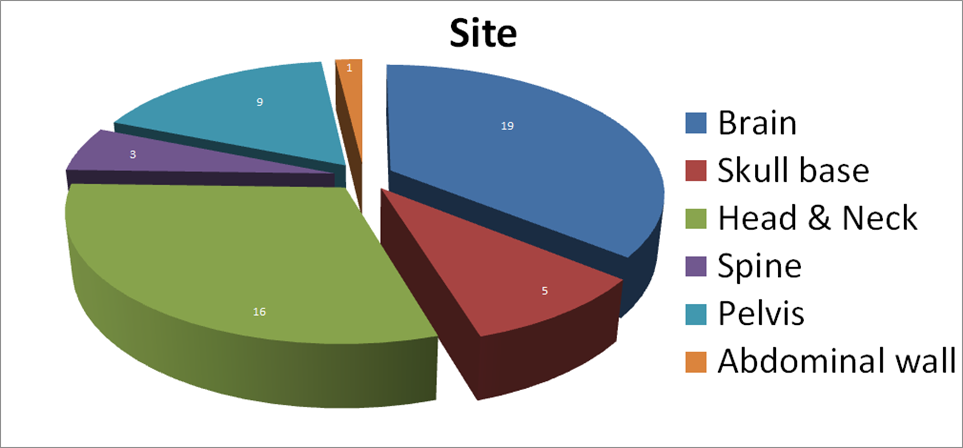 Site
1
9
19
3
5
16
Brain
Skull base
Head & Neck
Spine
Pelvis
Abdominal wall